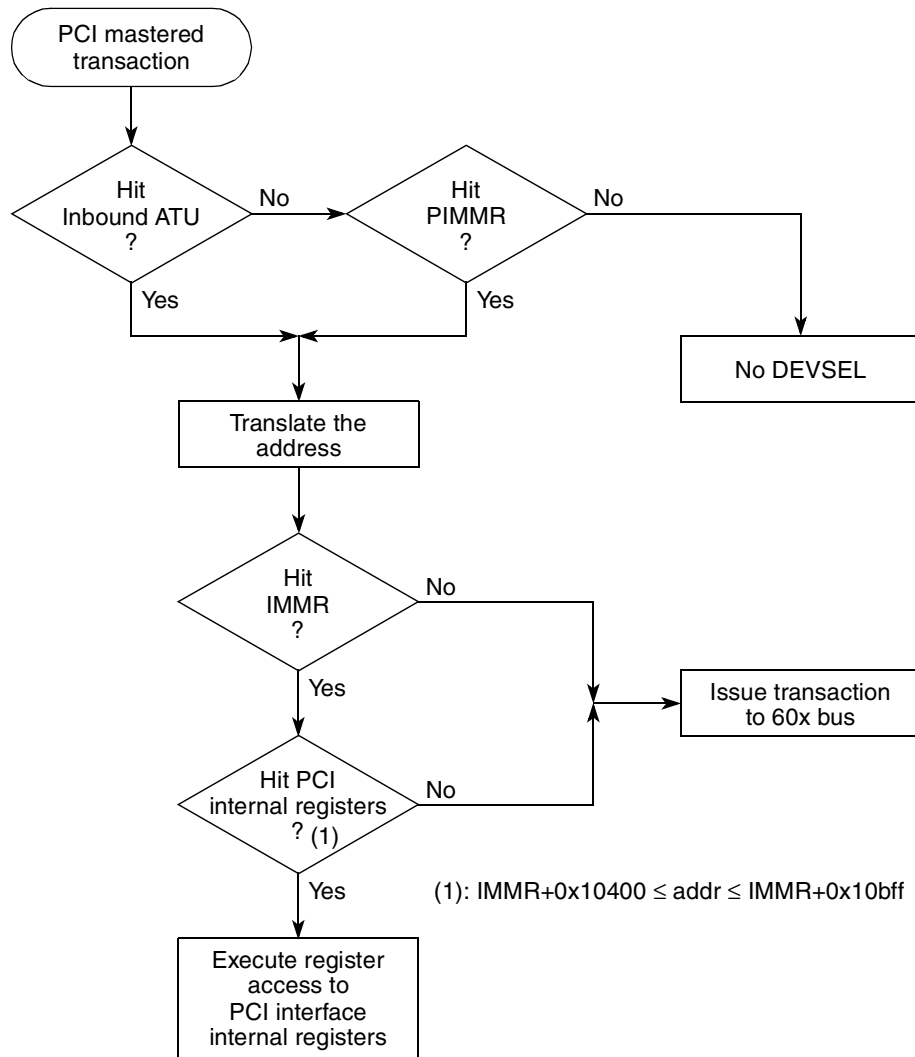 PCI mastered
transaction
Hit
Inbound ATU
?
No
Hit
PIMMR
?
No
Yes
Yes
No DEVSEL
Translate the
address
Hit
IMMR
?
No
Yes
Issue transaction
to 60x bus
Hit PCI
internal registers
? (1)
No
Yes
(1): IMMR+0x10400 ≤ addr ≤ IMMR+0x10bff
Execute register
access to
PCI interface
internal registers